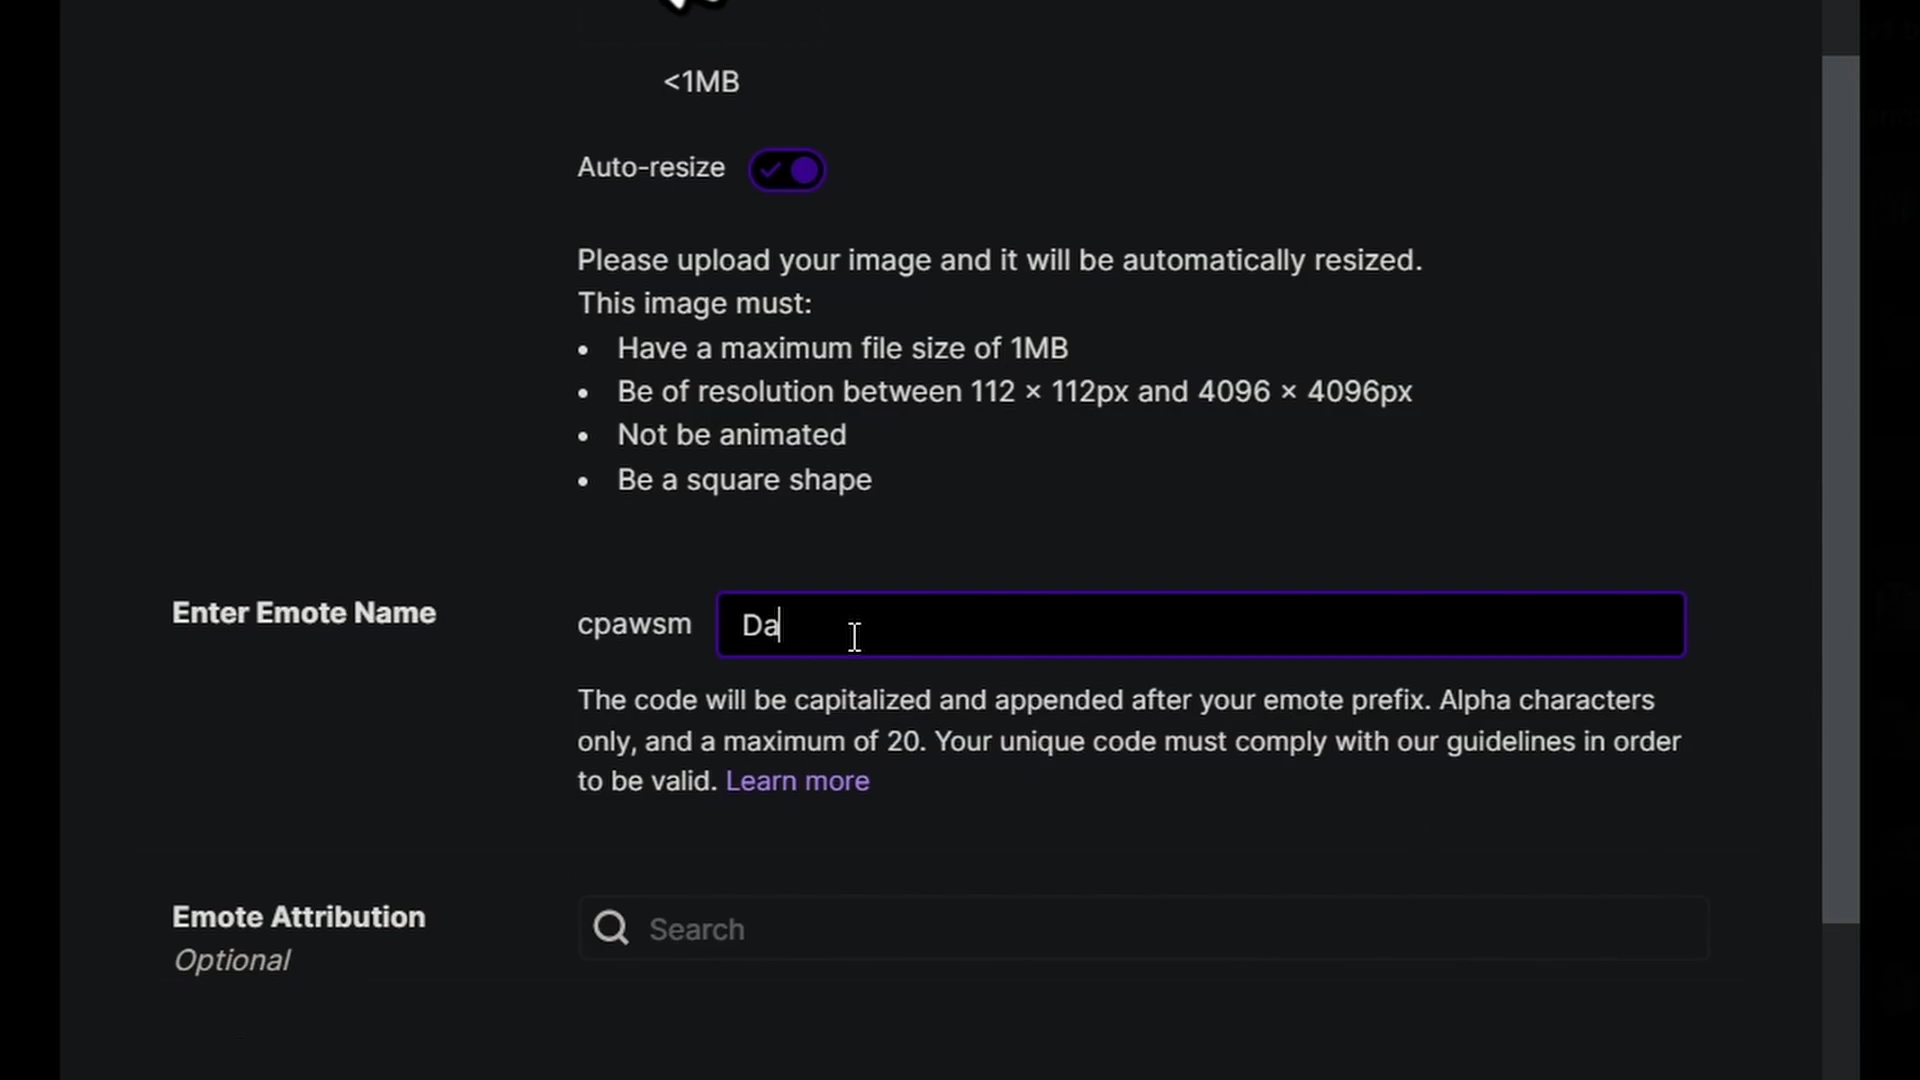 <1MB
Auto-resize
Please upload your image and it will be automatically resized.
This image must:
• Have a maximum file size of 1MB
• Be of resolution between 112 × 112px and 4096 × 4096px
• Not be animated
• Be a square shape
Enter Emote Name
cpawsm Da
The code will be capitalized and appended after your emote prefix. Alpha characters
only, and a maximum of 20. Your unique code must comply with our guidelines in order
to be valid. Learn more
Emote Attribution
Optional
Search